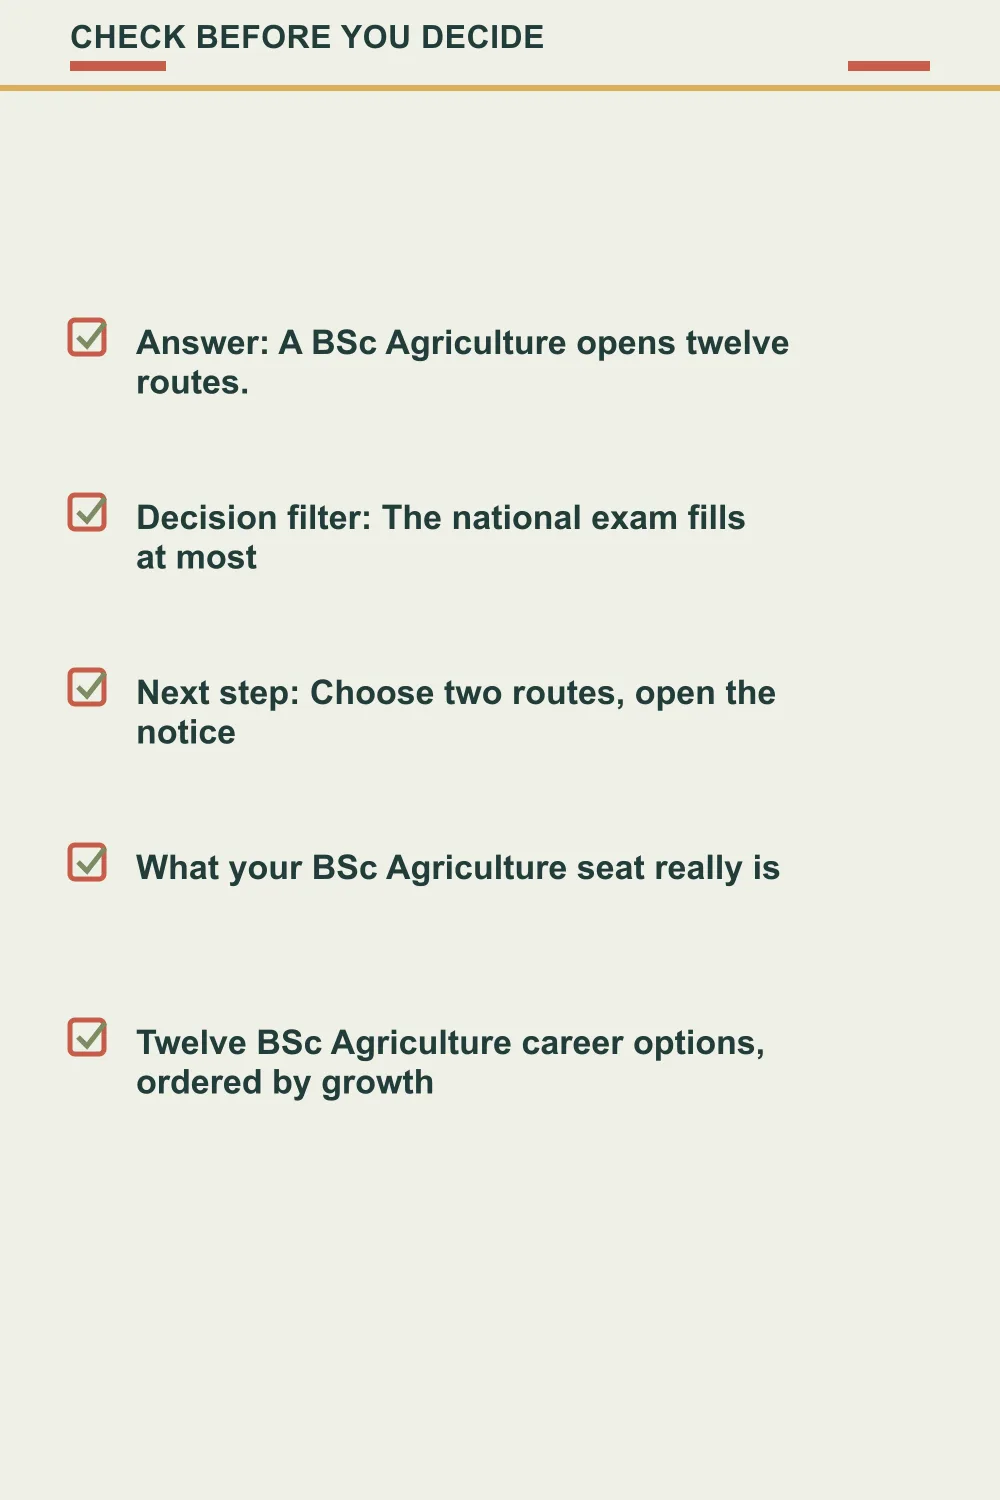 CHECK BEFORE YOU DECIDE
Answer: A BSc Agriculture opens twelve
routes.
Decision filter: The national exam fills
at most
Next step: Choose two routes, open the
notice
What your BSc Agriculture seat really is
Twelve BSc Agriculture career options,
ordered by growth